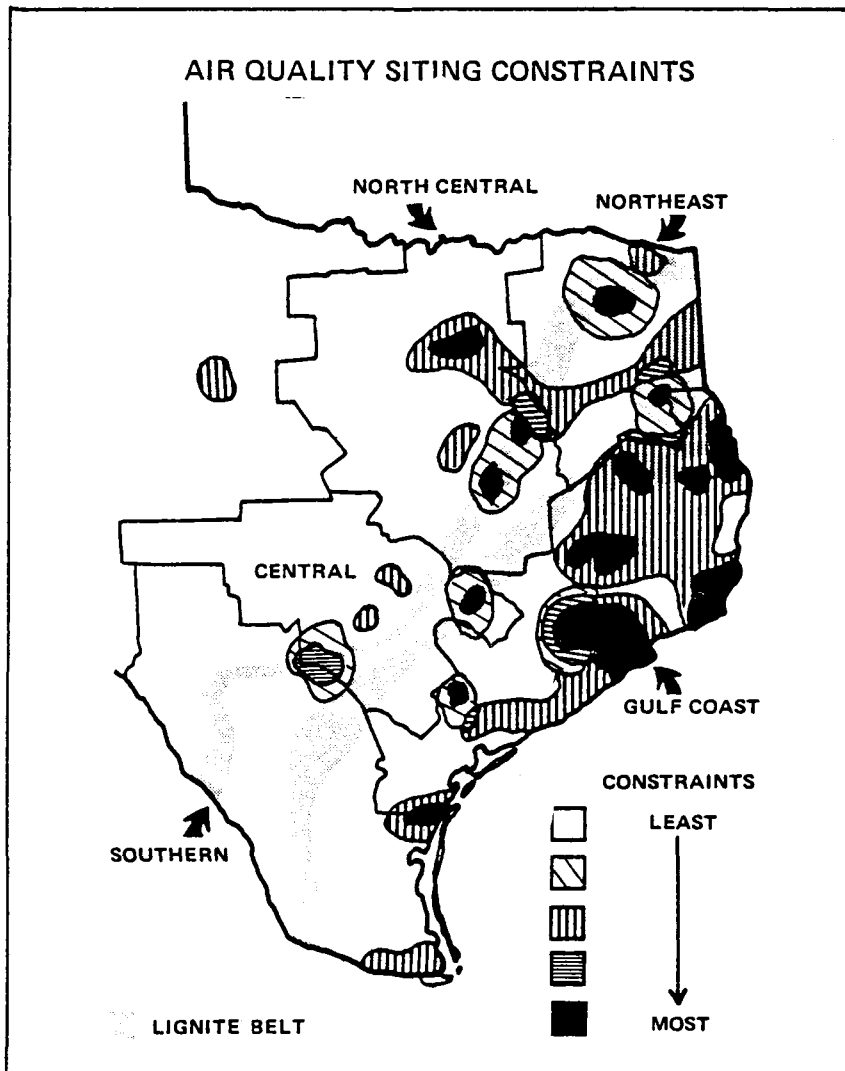 AIR QUALITY SITING CONSTRAINTS
NORTH CENTRAL
NORTHEAST
CENTRAL
GULF COAST
SOUTHERN
CONSTRAINTS
LEAST
MOST
LIGNITE BELT